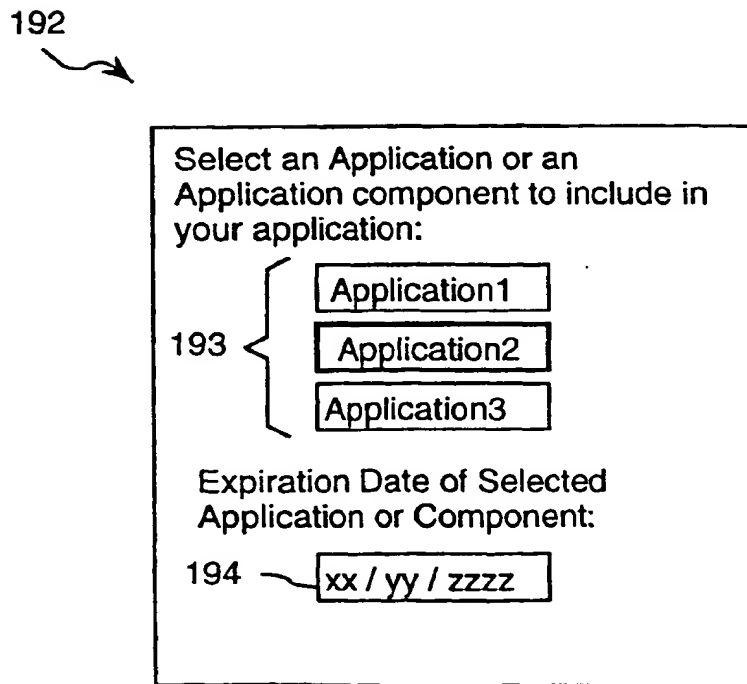 192
Select an Application or an
Application component to include in
your application:
Application1
193
Application2
Application3
Expiration Date of Selected
Application or Component:
194
xx / yy / zzzz